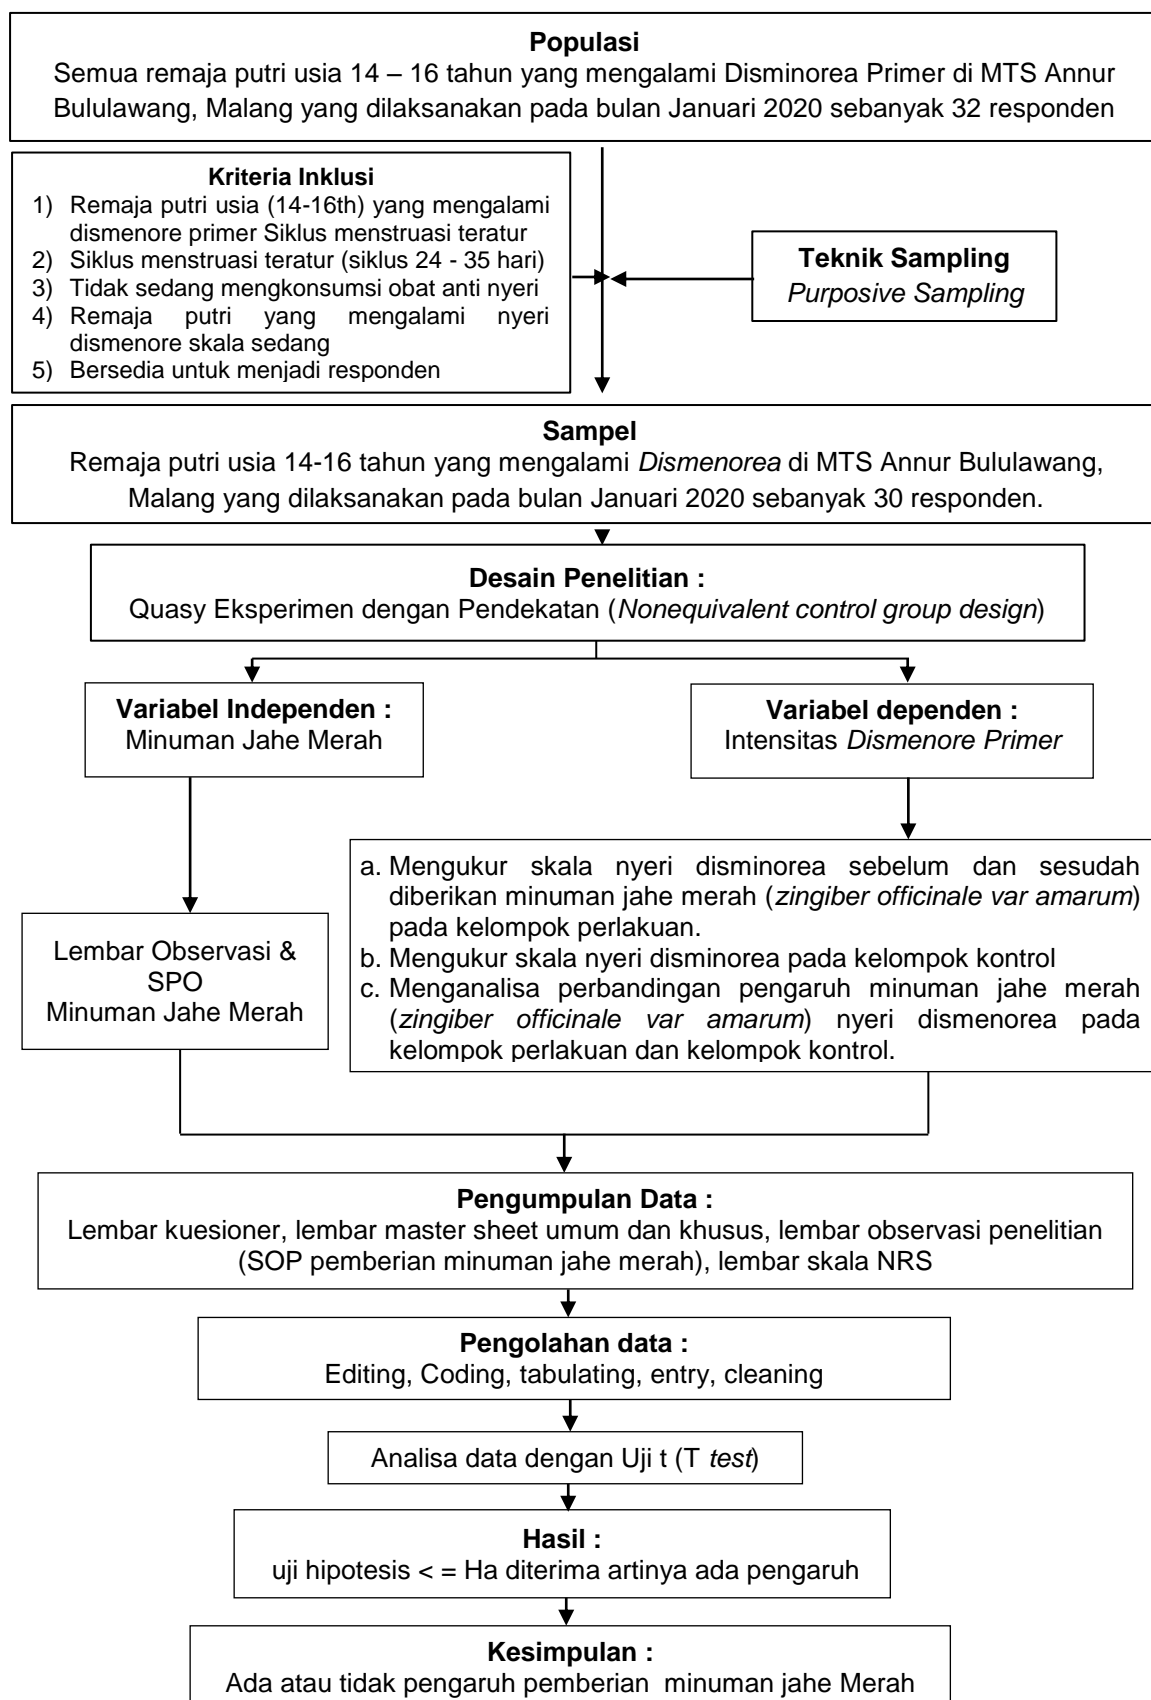 Populasi
Semua remaja putri usia 14 – 16 tahun yang mengalami Disminorea Primer di MTS Annur
Bululawang, Malang yang dilaksanakan pada bulan Januari 2020 sebanyak 32 responden
Kriteria Inklusi
1) Remaja putri usia (14-16th) yang mengalami
dismenore primer Siklus menstruasi teratur
2) Siklus menstruasi teratur (siklus 24 - 35 hari)
3) Tidak sedang mengkonsumsi obat anti nyeri
4) Remaja putri yang mengalami nyeri
dismenore skala sedang
5) Bersedia untuk menjadi responden
Teknik Sampling
Purposive Sampling
Sampel
Remaja putri usia 14-16 tahun yang mengalami Dismenorea di MTS Annur Bululawang,
Malang yang dilaksanakan pada bulan Januari 2020 sebanyak 30 responden.
Desain Penelitian :
Quasy Eksperimen dengan Pendekatan (Nonequivalent control group design)
Variabel Independen :
Minuman Jahe Merah
Variabel dependen :
Intensitas Dismenore Primer
Lembar Observasi &
SPO
Minuman Jahe Merah
a. Mengukur skala nyeri disminorea sebelum dan sesudah
diberikan minuman jahe merah (zingiber officinale var amarum)
pada kelompok perlakuan.
b. Mengukur skala nyeri disminorea pada kelompok kontrol
c. Menganalisa perbandingan pengaruh minuman jahe merah
(zingiber officinale var amarum) nyeri dismenorea pada
kelompok perlakuan dan kelompok kontrol.
Pengumpulan Data :
Lembar kuesioner, lembar master sheet umum dan khusus, lembar observasi penelitian
(SOP pemberian minuman jahe merah), lembar skala NRS
Pengolahan data :
Editing, Coding, tabulating, entry, cleaning
Analisa data dengan Uji t (T test)
Hasil :
uji hipotesis < = Ha diterima artinya ada pengaruh
Kesimpulan :
Ada atau tidak pengaruh pemberian minuman jahe Merah